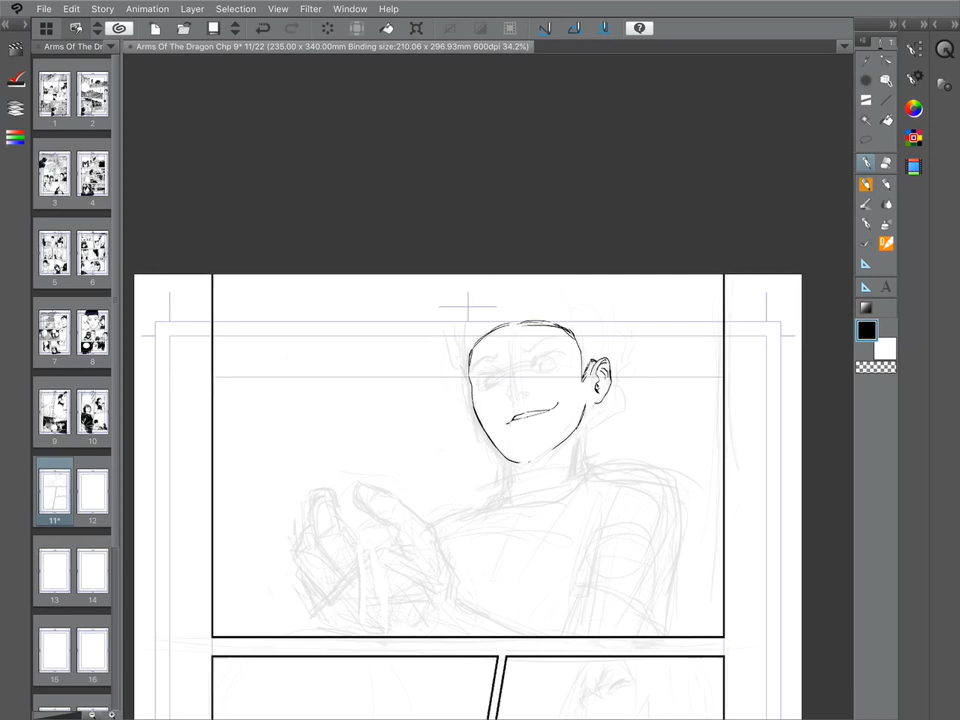 File Edit Story Animation Layer Selection View Filter Window Help
Arms Of The Dr
Arms Of The Dragon Chp 9* 11/22 (235.00 x 340.00mm Binding size:210.06 x 296.93mm 600dpi 34.2%)
1 2
3 4
5 6
7 8
9 10
11* 12
13 14
15 16
T
A